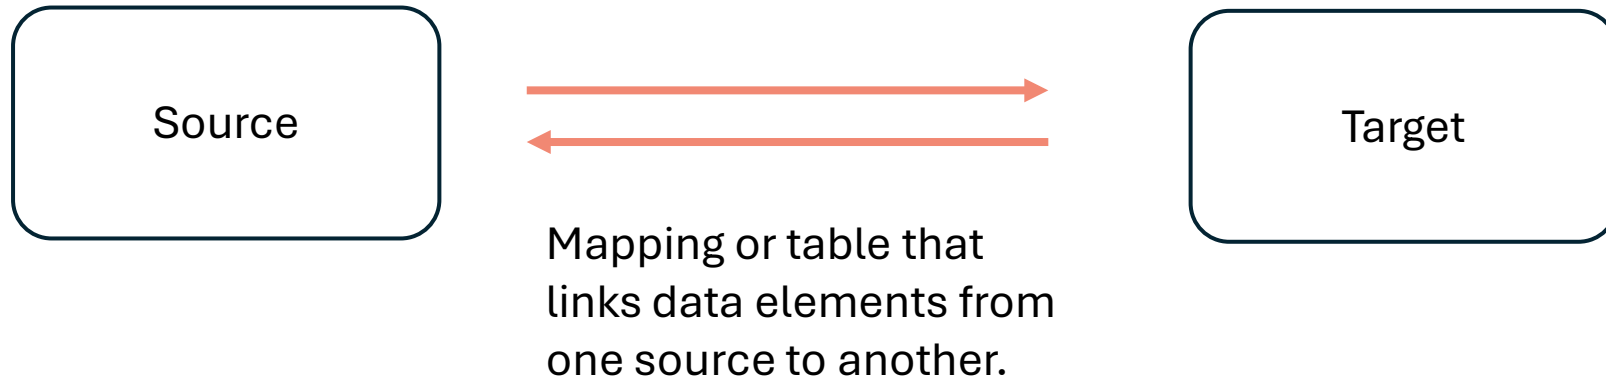 Source
Target
Mapping or table that
links data elements from
one source to another.